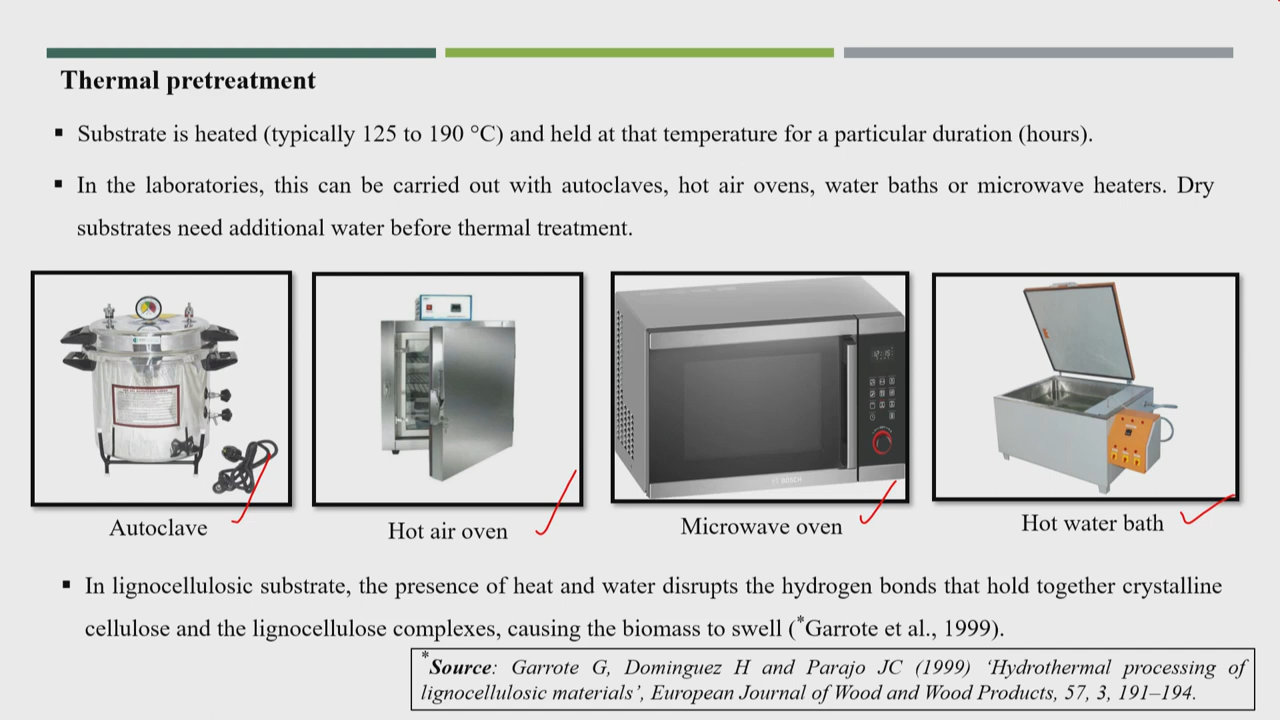 Thermal pretreatment
▪ Substrate is heated (typically 125 to 190 °C) and held at that temperature for a particular duration (hours).
▪ In the laboratories, this can be carried out with autoclaves, hot air ovens, water baths or microwave heaters. Dry
substrates need additional water before thermal treatment.
12:15
BOSCH
Autoclave
Hot air oven
Microwave oven
Hot water bath
▪ In lignocellulosic substrate, the presence of heat and water disrupts the hydrogen bonds that hold together crystalline
cellulose and the lignocellulose complexes, causing the biomass to swell (*Garrote et al., 1999).
*Source: Garrote G, Dominguez H and Parajo JC (1999) ‘Hydrothermal processing of
lignocellulosic materials’, European Journal of Wood and Wood Products, 57, 3, 191–194.